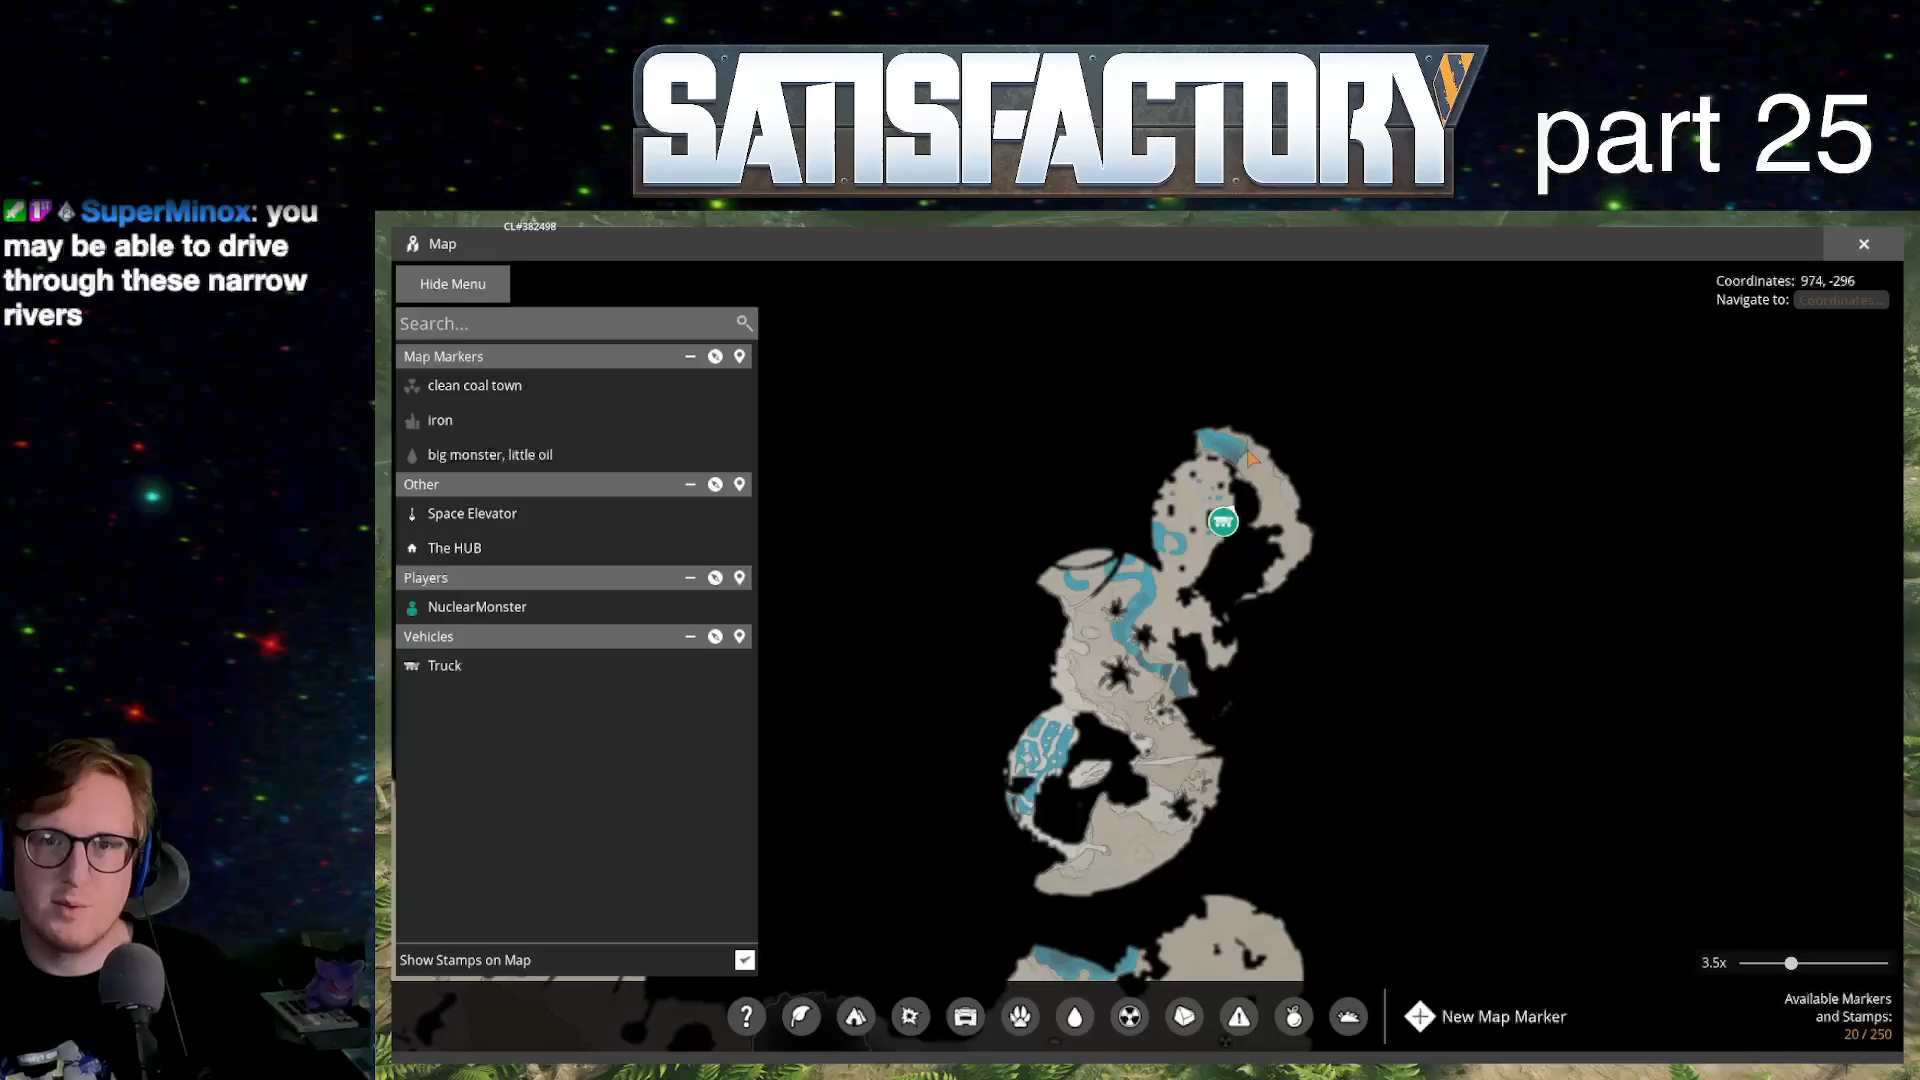 SATISFACTORY
part 25
SuperMinox: you
may be able to drive
through these narrow
rivers
CL#382498
Map
Hide Menu
Coordinates: 974, -296
Navigate to: Coordinates...
Search...
Map Markers
clean coal town
iron
big monster, little oil
Other
Space Elevator
The HUB
Players
NuclearMonster
Vehicles
Truck
Show Stamps on Map
3.5x
New Map Marker
Available Markers
and Stamps:
20 / 250